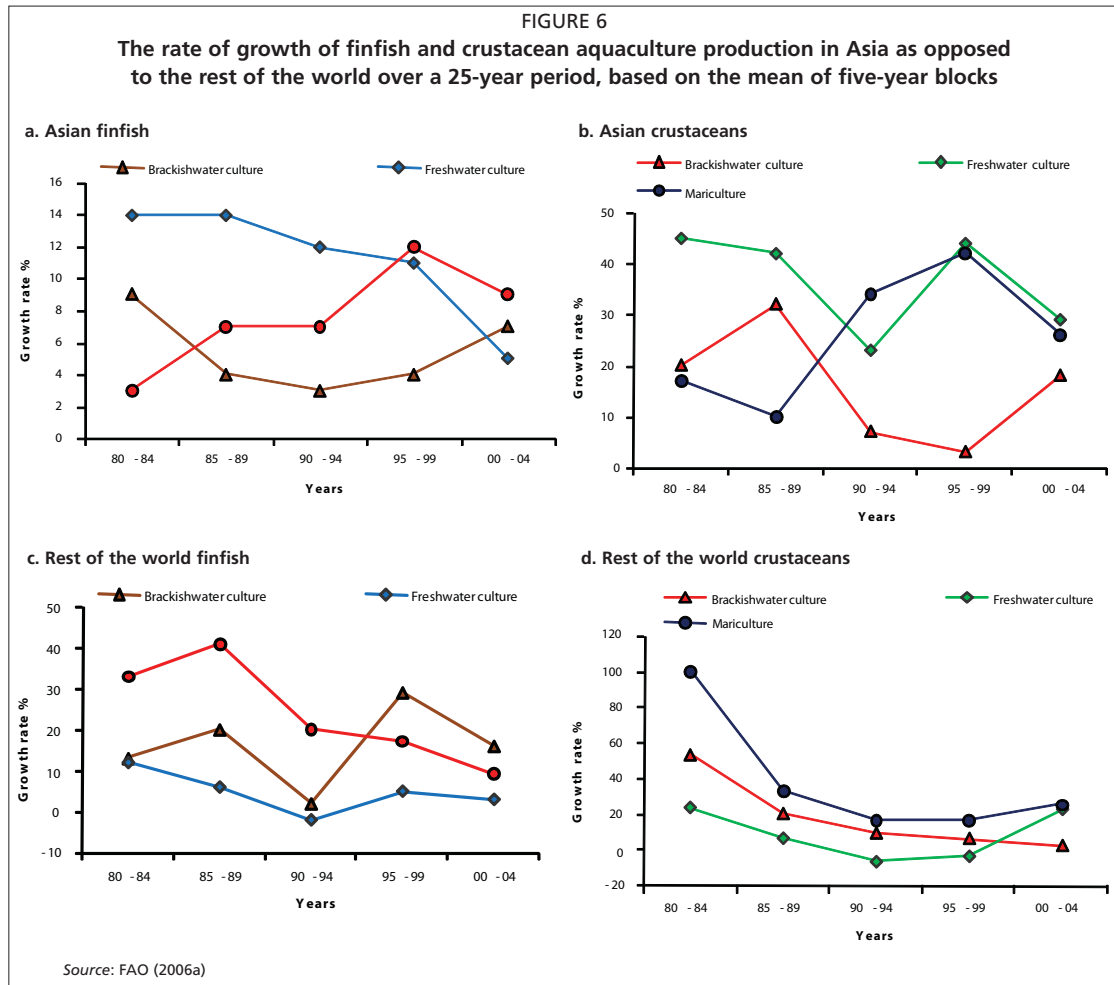 FIGURE 6
The rate of growth of finfish and crustacean aquaculture production in Asia as opposed
to the rest of the world over a 25-year period, based on the mean of five-year blocks
a. Asian finfish
Brackishwater culture
Freshwater culture
Growth rate %
16
14
12
10
8
6
4
2
0
80 - 84
85 - 89
90 - 94
95 - 99
00 - 04
Years
b. Asian crustaceans
Brackishwater culture
Freshwater culture
Mariculture
Growth rate %
50
40
30
20
10
0
80 - 84
85 - 89
90 - 94
95 - 99
00 - 04
Years
c. Rest of the world finfish
Brackishwater culture
Freshwater culture
Growth rate %
50
40
30
20
10
0
- 10
80 - 84
85 - 89
90 - 94
95 - 99
00 - 04
Years
d. Rest of the world crustaceans
Brackishwater culture
Freshwater culture
Mariculture
Growth rate %
120
100
80
60
40
20
0
- 20
80 - 84
85 - 89
90 - 94
95 - 99
00 - 04
Years
Source: FAO (2006a)